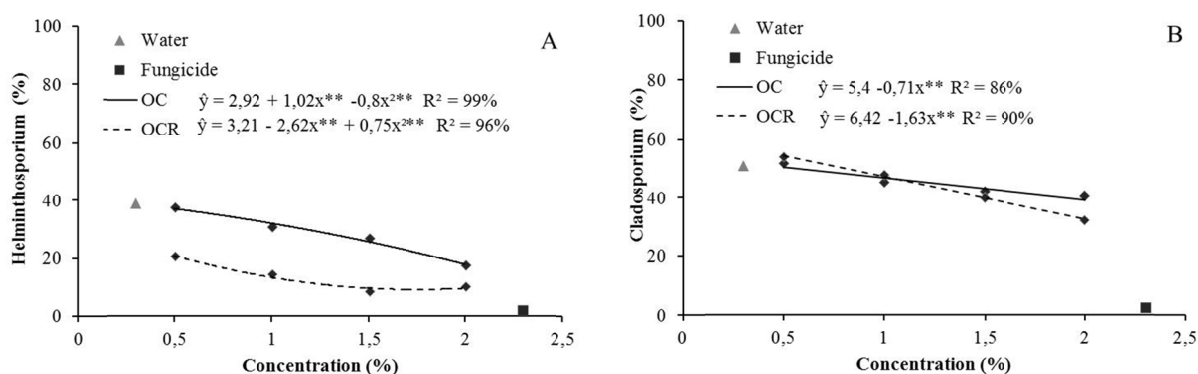 A
Water
Fungicide
OC ŷ = 2,92 + 1,02x** -0,8x²** R² = 99%
OCR ŷ = 3,21 - 2,62x** + 0,75x²** R² = 96%
Helminthosporium (%)
100
80
60
40
20
0
0 0,5 1 1,5 2 2,5
Concentration (%)
B
Water
Fungicide
OC ŷ = 5,4 -0,71x** R² = 86%
OCR ŷ = 6,42 -1,63x** R² = 90%
Cladosporium (%)
100
80
60
40
20
0
0 0,5 1 1,5 2 2,5
Concentration (%)